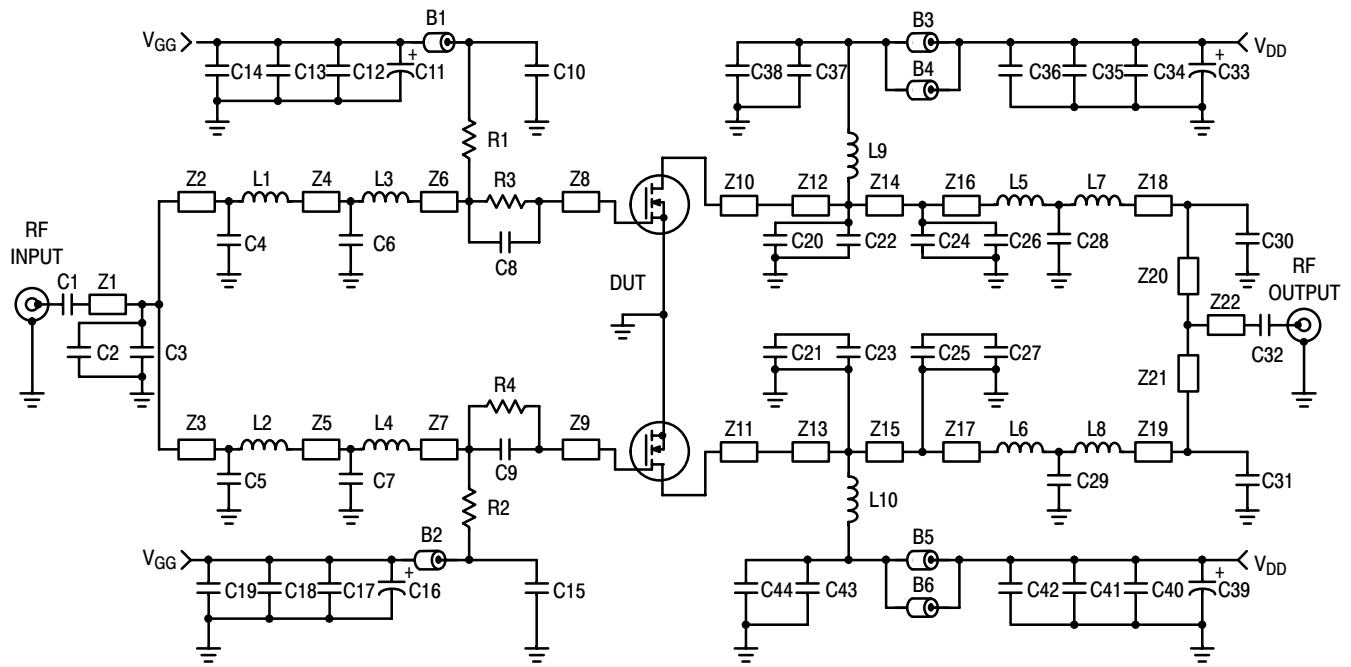 B1
B3
V_GG
C14
C13
C12
+
C11
C10
C38
C37
B4
C36
C35
C34
+
C33
V_DD
R1
L9
Z2
L1
Z4
L3
Z6
R3
Z8
Z10
Z12
Z14
Z16
L5
L7
Z18
C4
C6
C8
C20
C22
C24
C26
C28
C30
RF
INPUT
C1
Z1
DUT
Z20
RF
OUTPUT
Z22
C32
C2
C3
C21
C23
C25
C27
Z21
R4
Z3
L2
Z5
L4
Z7
C9
Z9
Z11
Z13
Z15
Z17
L6
L8
Z19
C5
C7
R2
L10
C29
C31
B2
B5
V_GG
C19
C18
C17
+
C16
C15
C44
C43
B6
C42
C41
C40
+
C39
V_DD